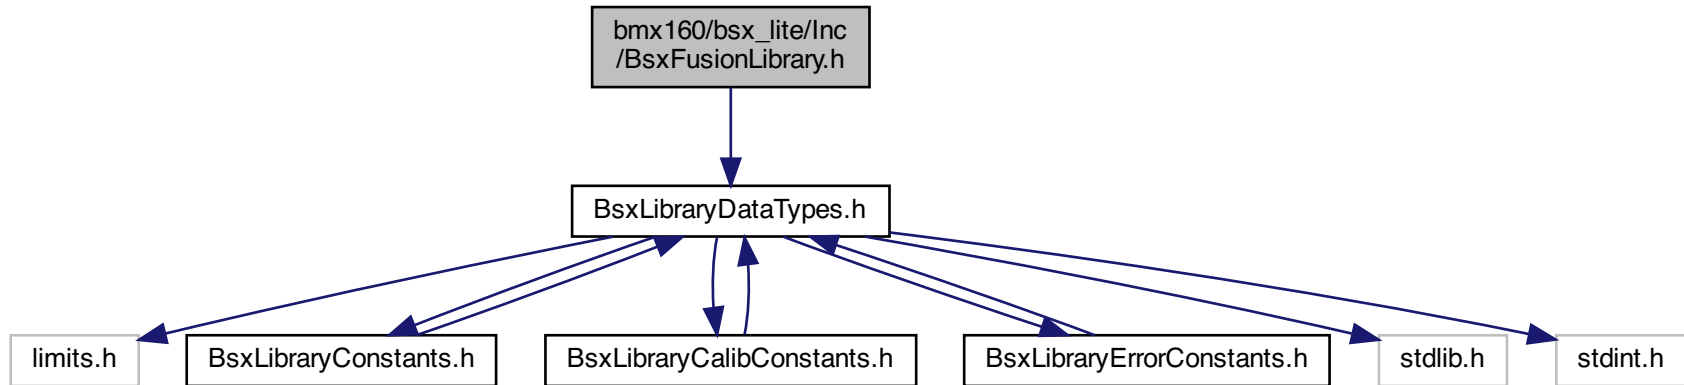 bmx160/bsx_lite/Inc
/BsxFusionLibrary.h
BsxLibraryDataTypes.h
limits.h
BsxLibraryConstants.h
BsxLibraryCalibConstants.h
BsxLibraryErrorConstants.h
stdlib.h
stdint.h